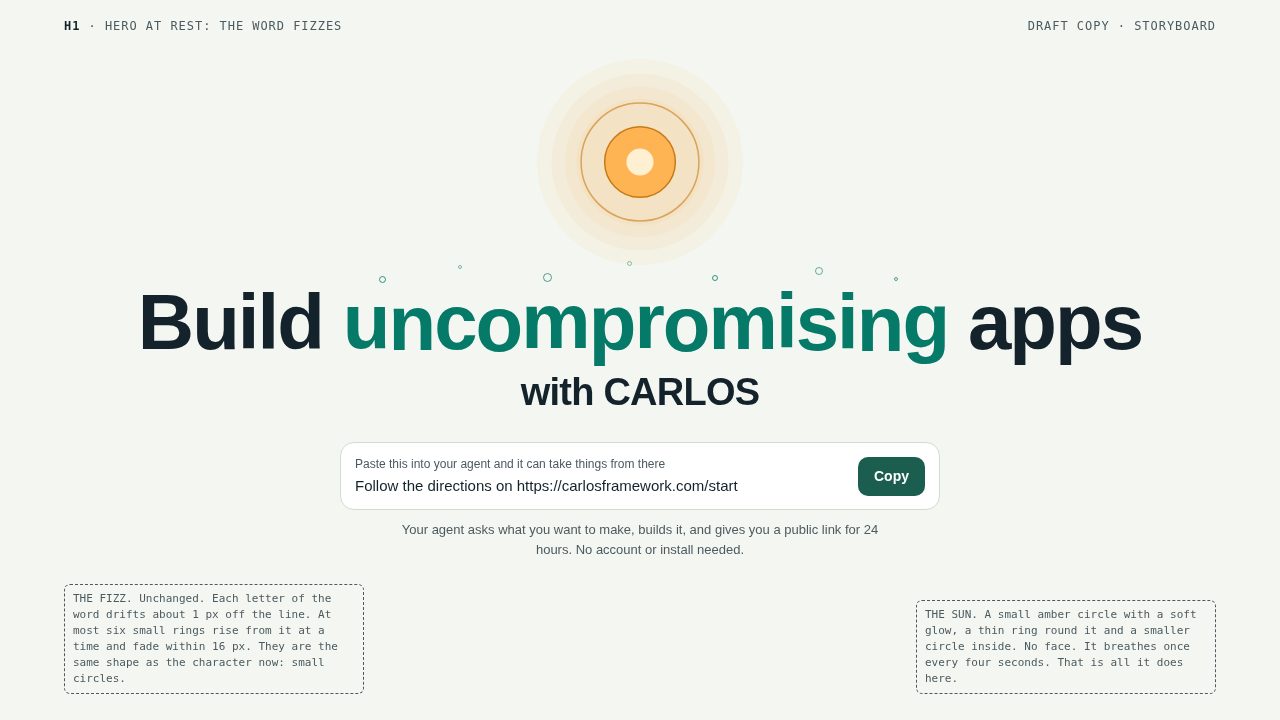 H1 · HERO AT REST: THE WORD FIZZES
DRAFT COPY · STORYBOARD
Build uncompromising apps
with CARLOS
Paste this into your agent and it can take things from there
Follow the directions on https://carlosframework.com/start
Copy
Your agent asks what you want to make, builds it, and gives you a public link for 24
hours. No account or install needed.
THE FIZZ. Unchanged. Each letter of the
word drifts about 1 px off the line. At
most six small rings rise from it at a
time and fade within 16 px. They are the
same shape as the character now: small
circles.
THE SUN. A small amber circle with a soft
glow, a thin ring round it and a smaller
circle inside. No face. It breathes once
every four seconds. That is all it does
here.